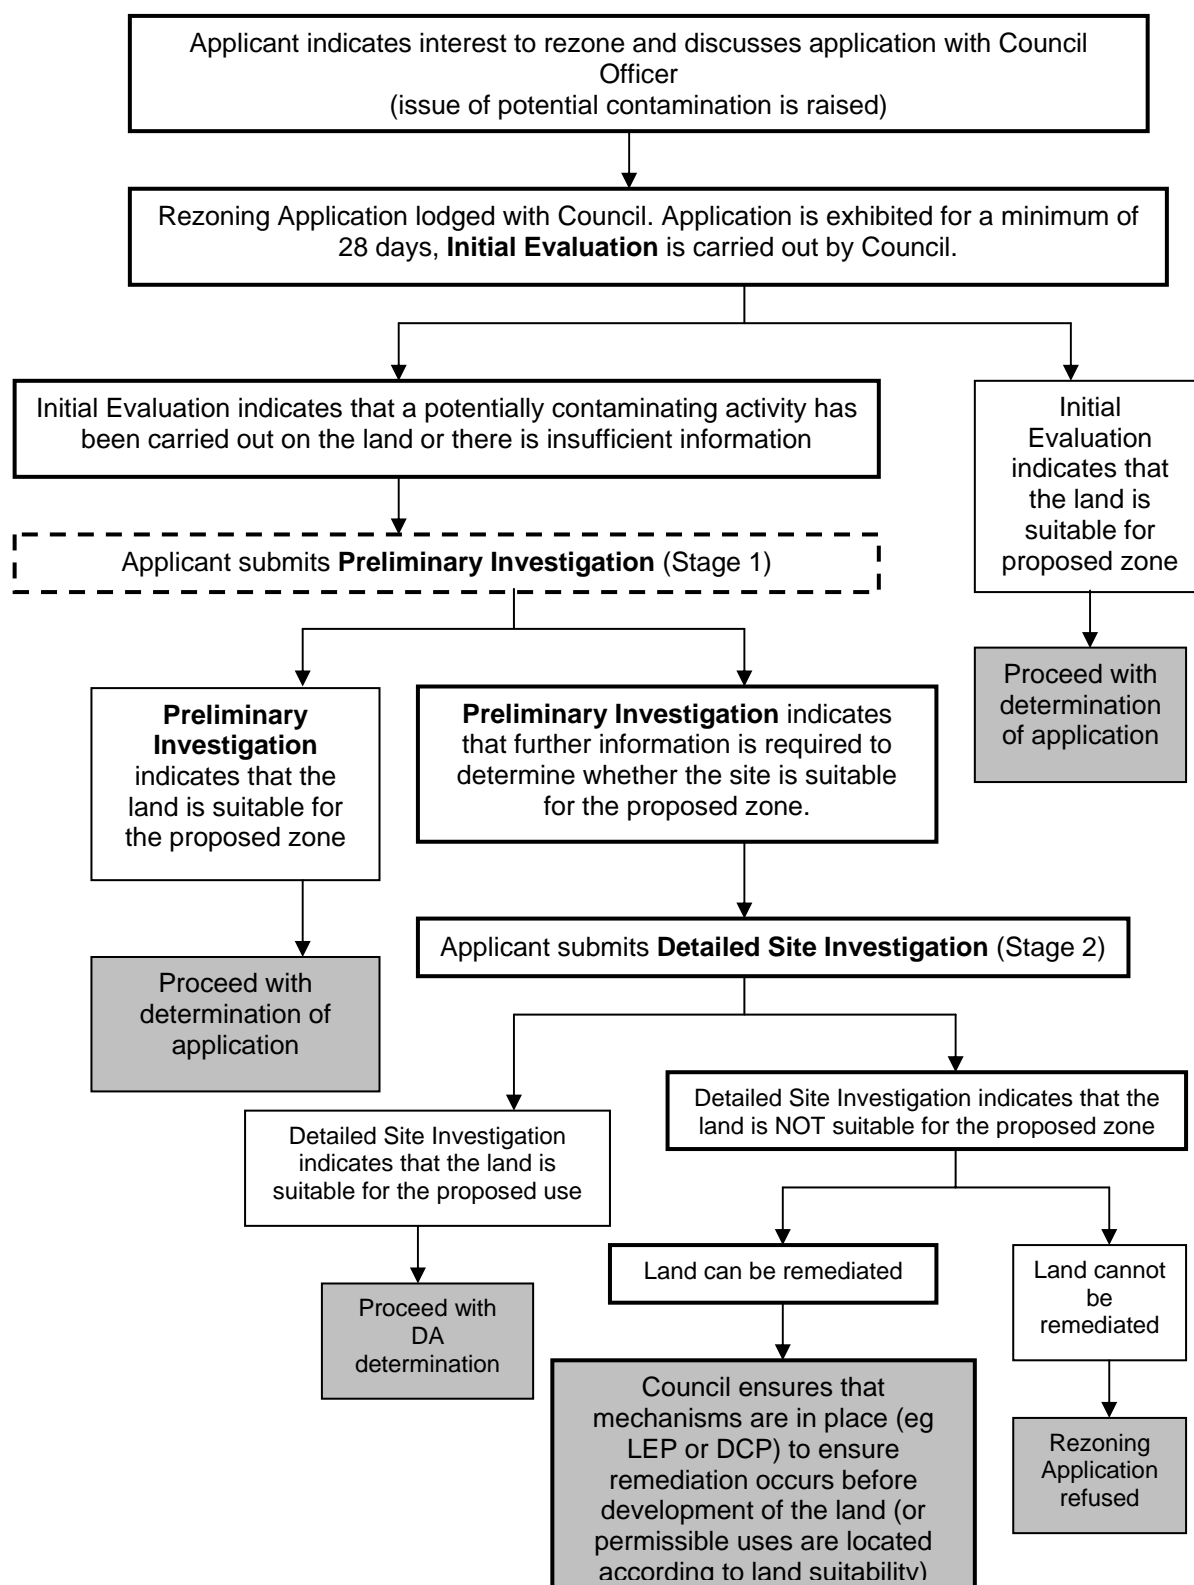 Applicant indicates interest to rezone and discusses application with Council
Officer
(issue of potential contamination is raised)
Rezoning Application lodged with Council. Application is exhibited for a minimum of
28 days, Initial Evaluation is carried out by Council.
Initial Evaluation indicates that a potentially contaminating activity has
been carried out on the land or there is insufficient information
Initial
Evaluation
indicates that
the land is
suitable for
proposed zone
Applicant submits Preliminary Investigation (Stage 1)
Proceed with
determination
of application
Preliminary
Investigation
indicates that the
land is suitable for
the proposed zone
Preliminary Investigation indicates
that further information is required to
determine whether the site is suitable
for the proposed zone.
Applicant submits Detailed Site Investigation (Stage 2)
Proceed with
determination of
application
Detailed Site Investigation indicates that the
land is NOT suitable for the proposed zone
Detailed Site Investigation
indicates that the land is
suitable for the proposed use
Land can be remediated
Land cannot
be
remediated
Proceed with
DA
determination
Council ensures that
mechanisms are in place (eg
LEP or DCP) to ensure
remediation occurs before
development of the land (or
permissible uses are located
according to land suitability)
Rezoning
Application
refused